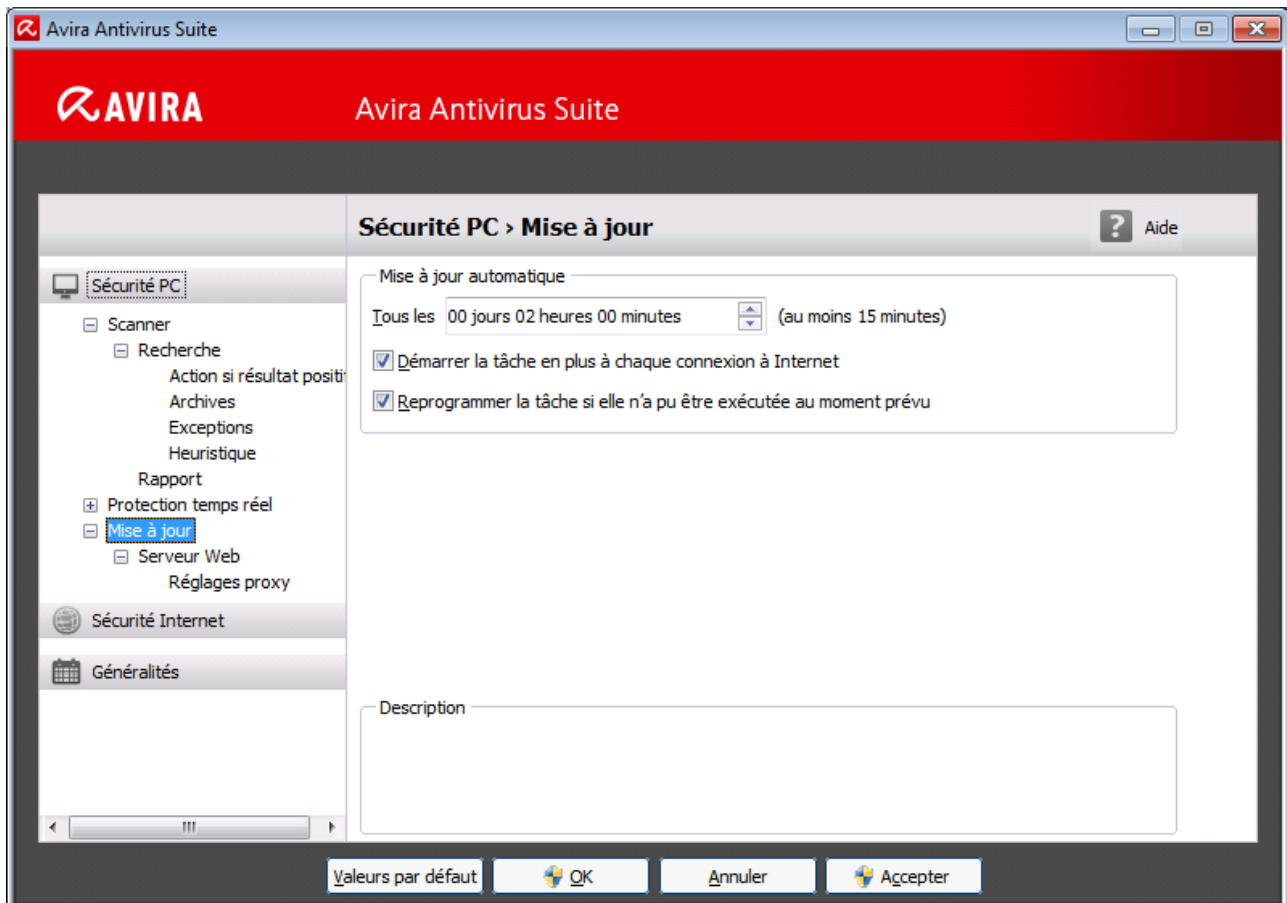 Avira Antivirus Suite
AVIRA
Avira Antivirus Suite
Sécurité PC › Mise à jour
? Aide
Sécurité PC
Scanner
Recherche
Action si résultat positi
Archives
Exceptions
Heuristique
Rapport
Protection temps réel
Mise à jour
Serveur Web
Réglages proxy
Sécurité Internet
Généralités
Mise à jour automatique
Tous les 00 jours 02 heures 00 minutes (au moins 15 minutes)
Démarrer la tâche en plus à chaque connexion à Internet
Reprogrammer la tâche si elle n'a pu être exécutée au moment prévu
Description
Valeurs par défaut OK Annuler Accepter